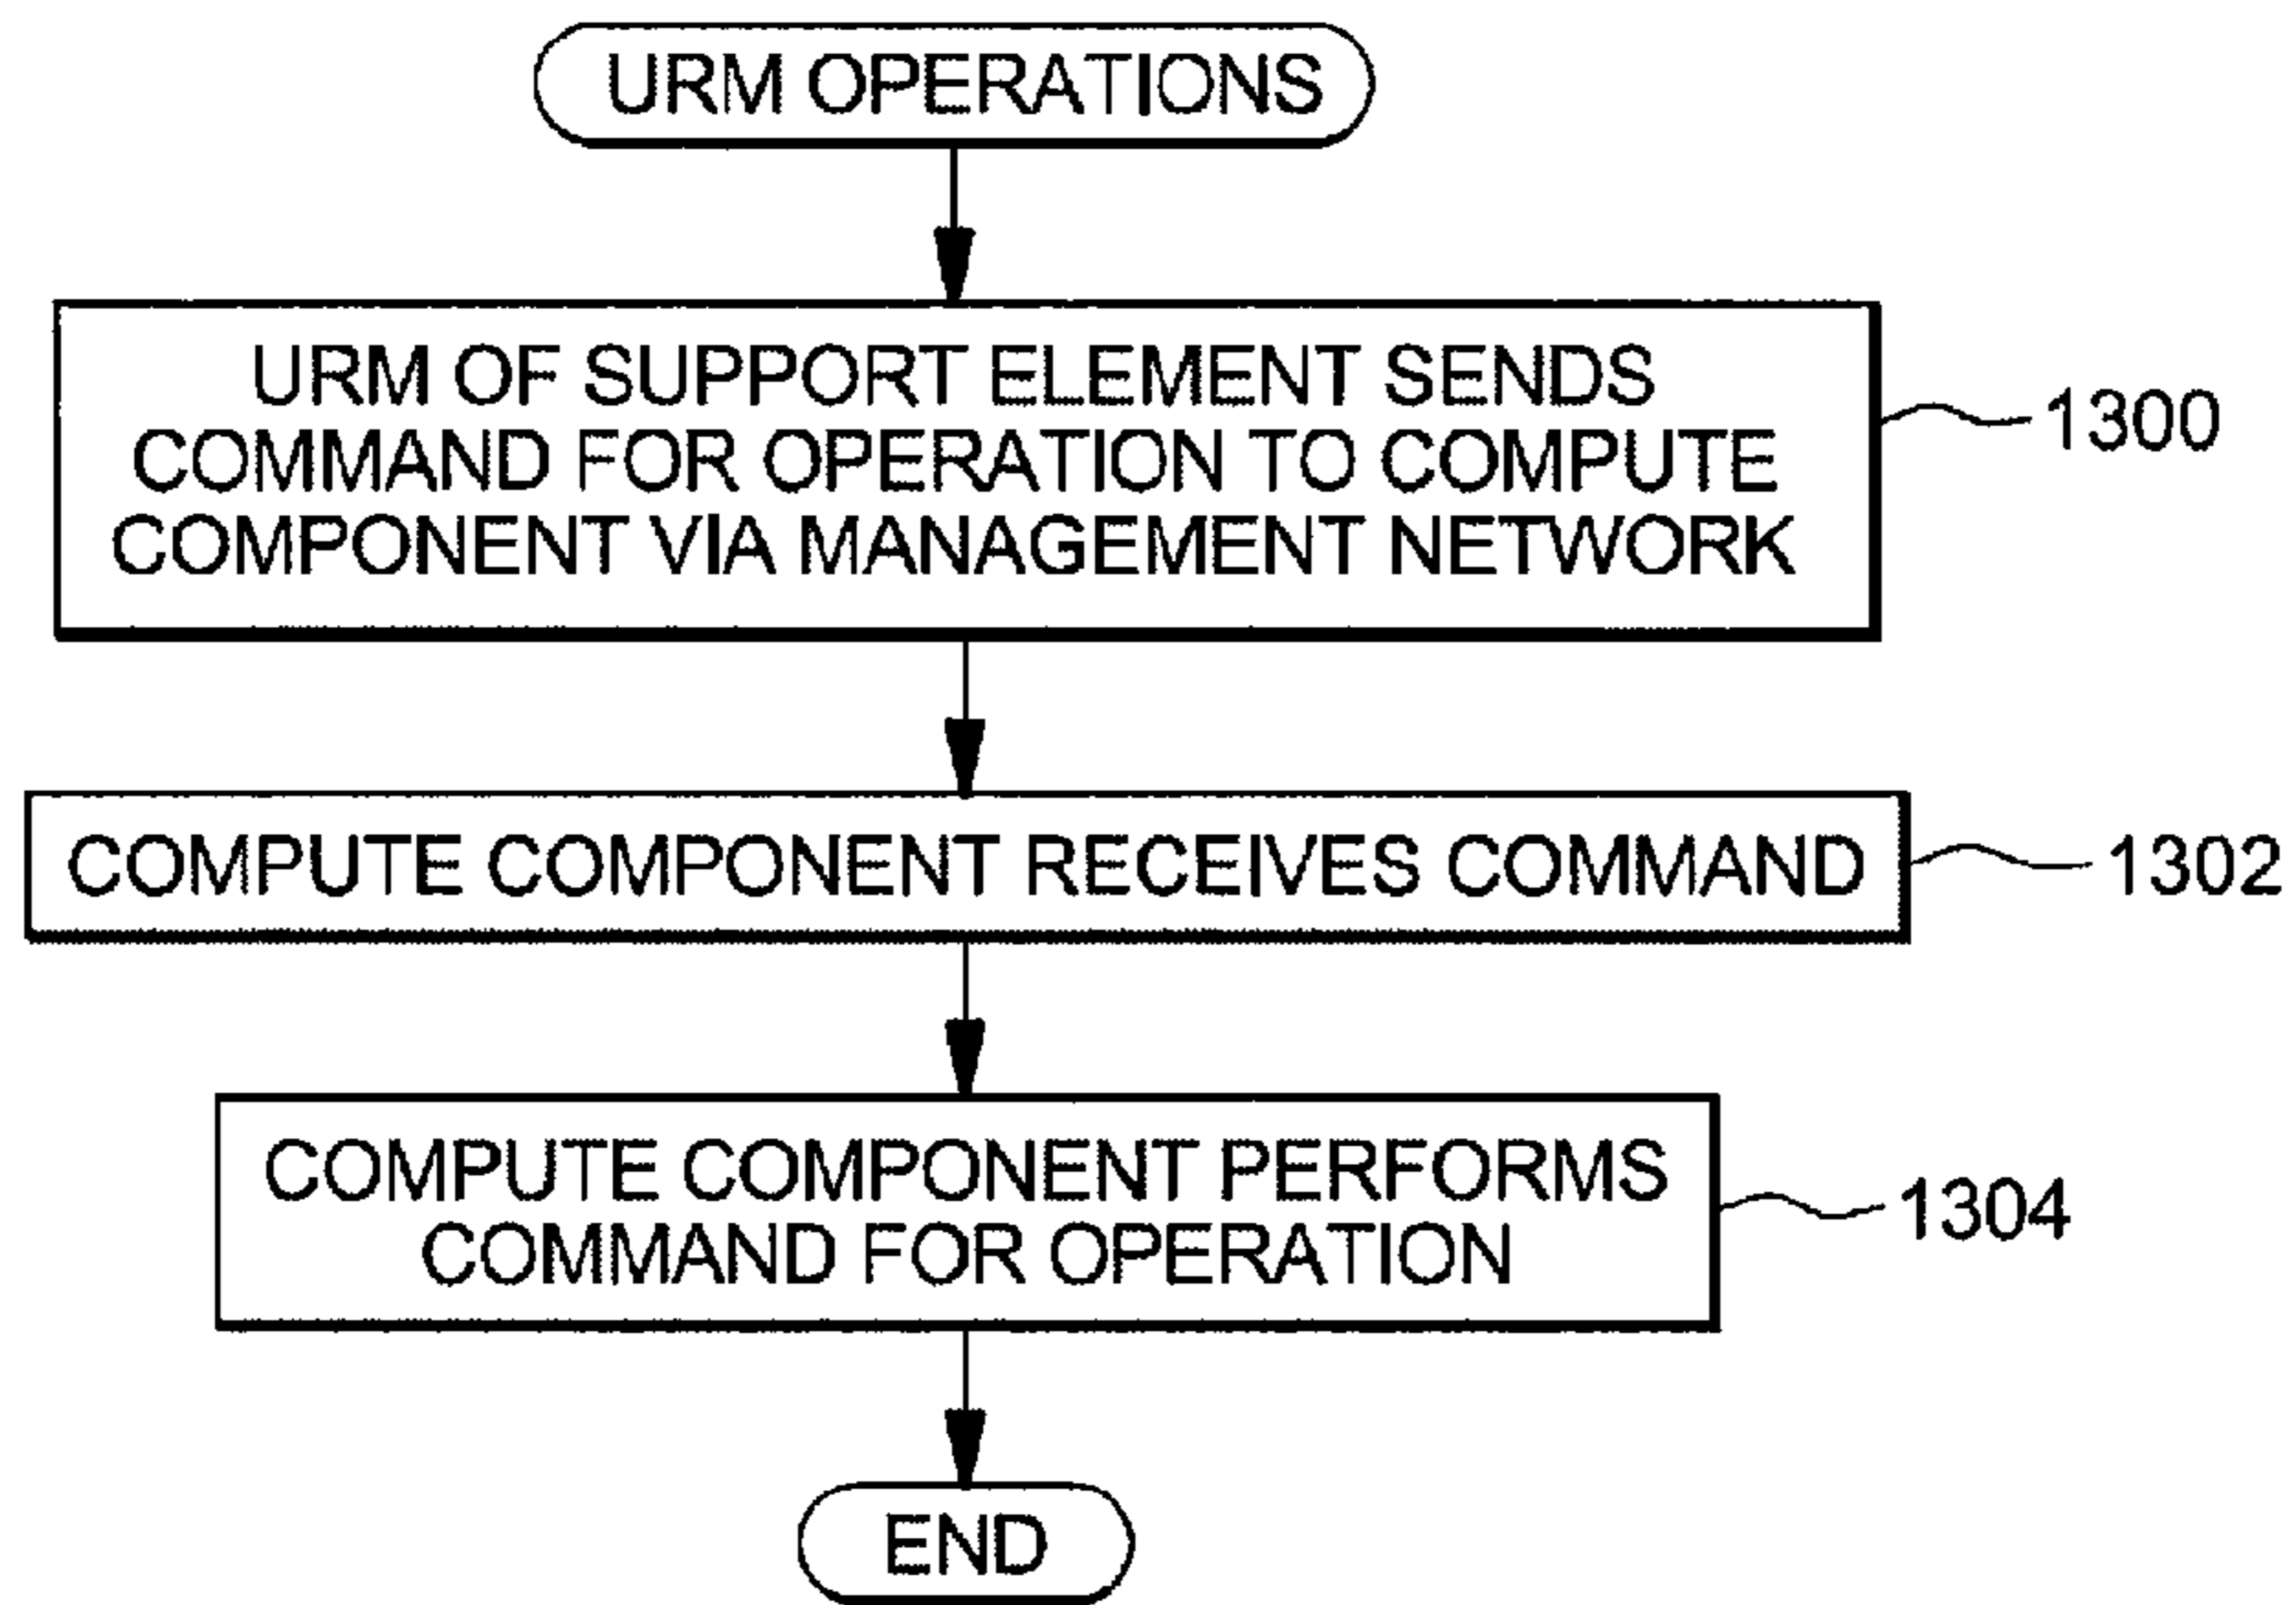 URM OPERATIONS
URM OF SUPPORT ELEMENT SENDS
COMMAND FOR OPERATION TO COMPUTE
COMPONENT VIA MANAGEMENT NETWORK
1300
COMPUTE COMPONENT RECEIVES COMMAND
1302
COMPUTE COMPONENT PERFORMS
COMMAND FOR OPERATION
1304
END